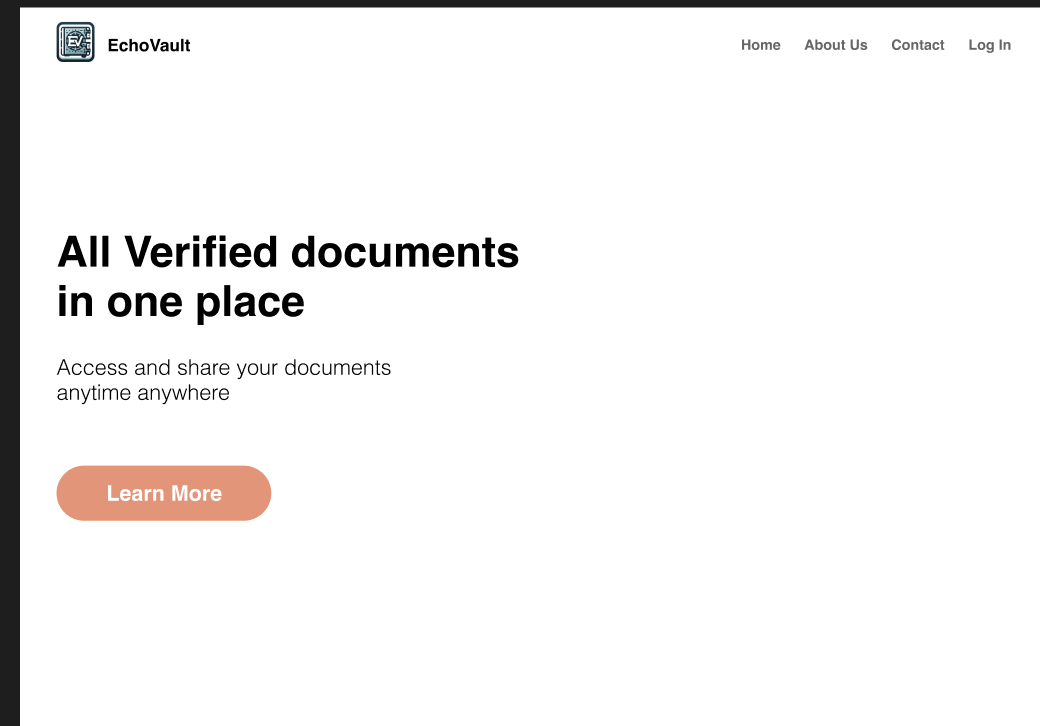 EV
EchoVault
Home
About Us
Contact
Log In
All Verified documents
in one place
Access and share your documents
anytime anywhere
Learn More